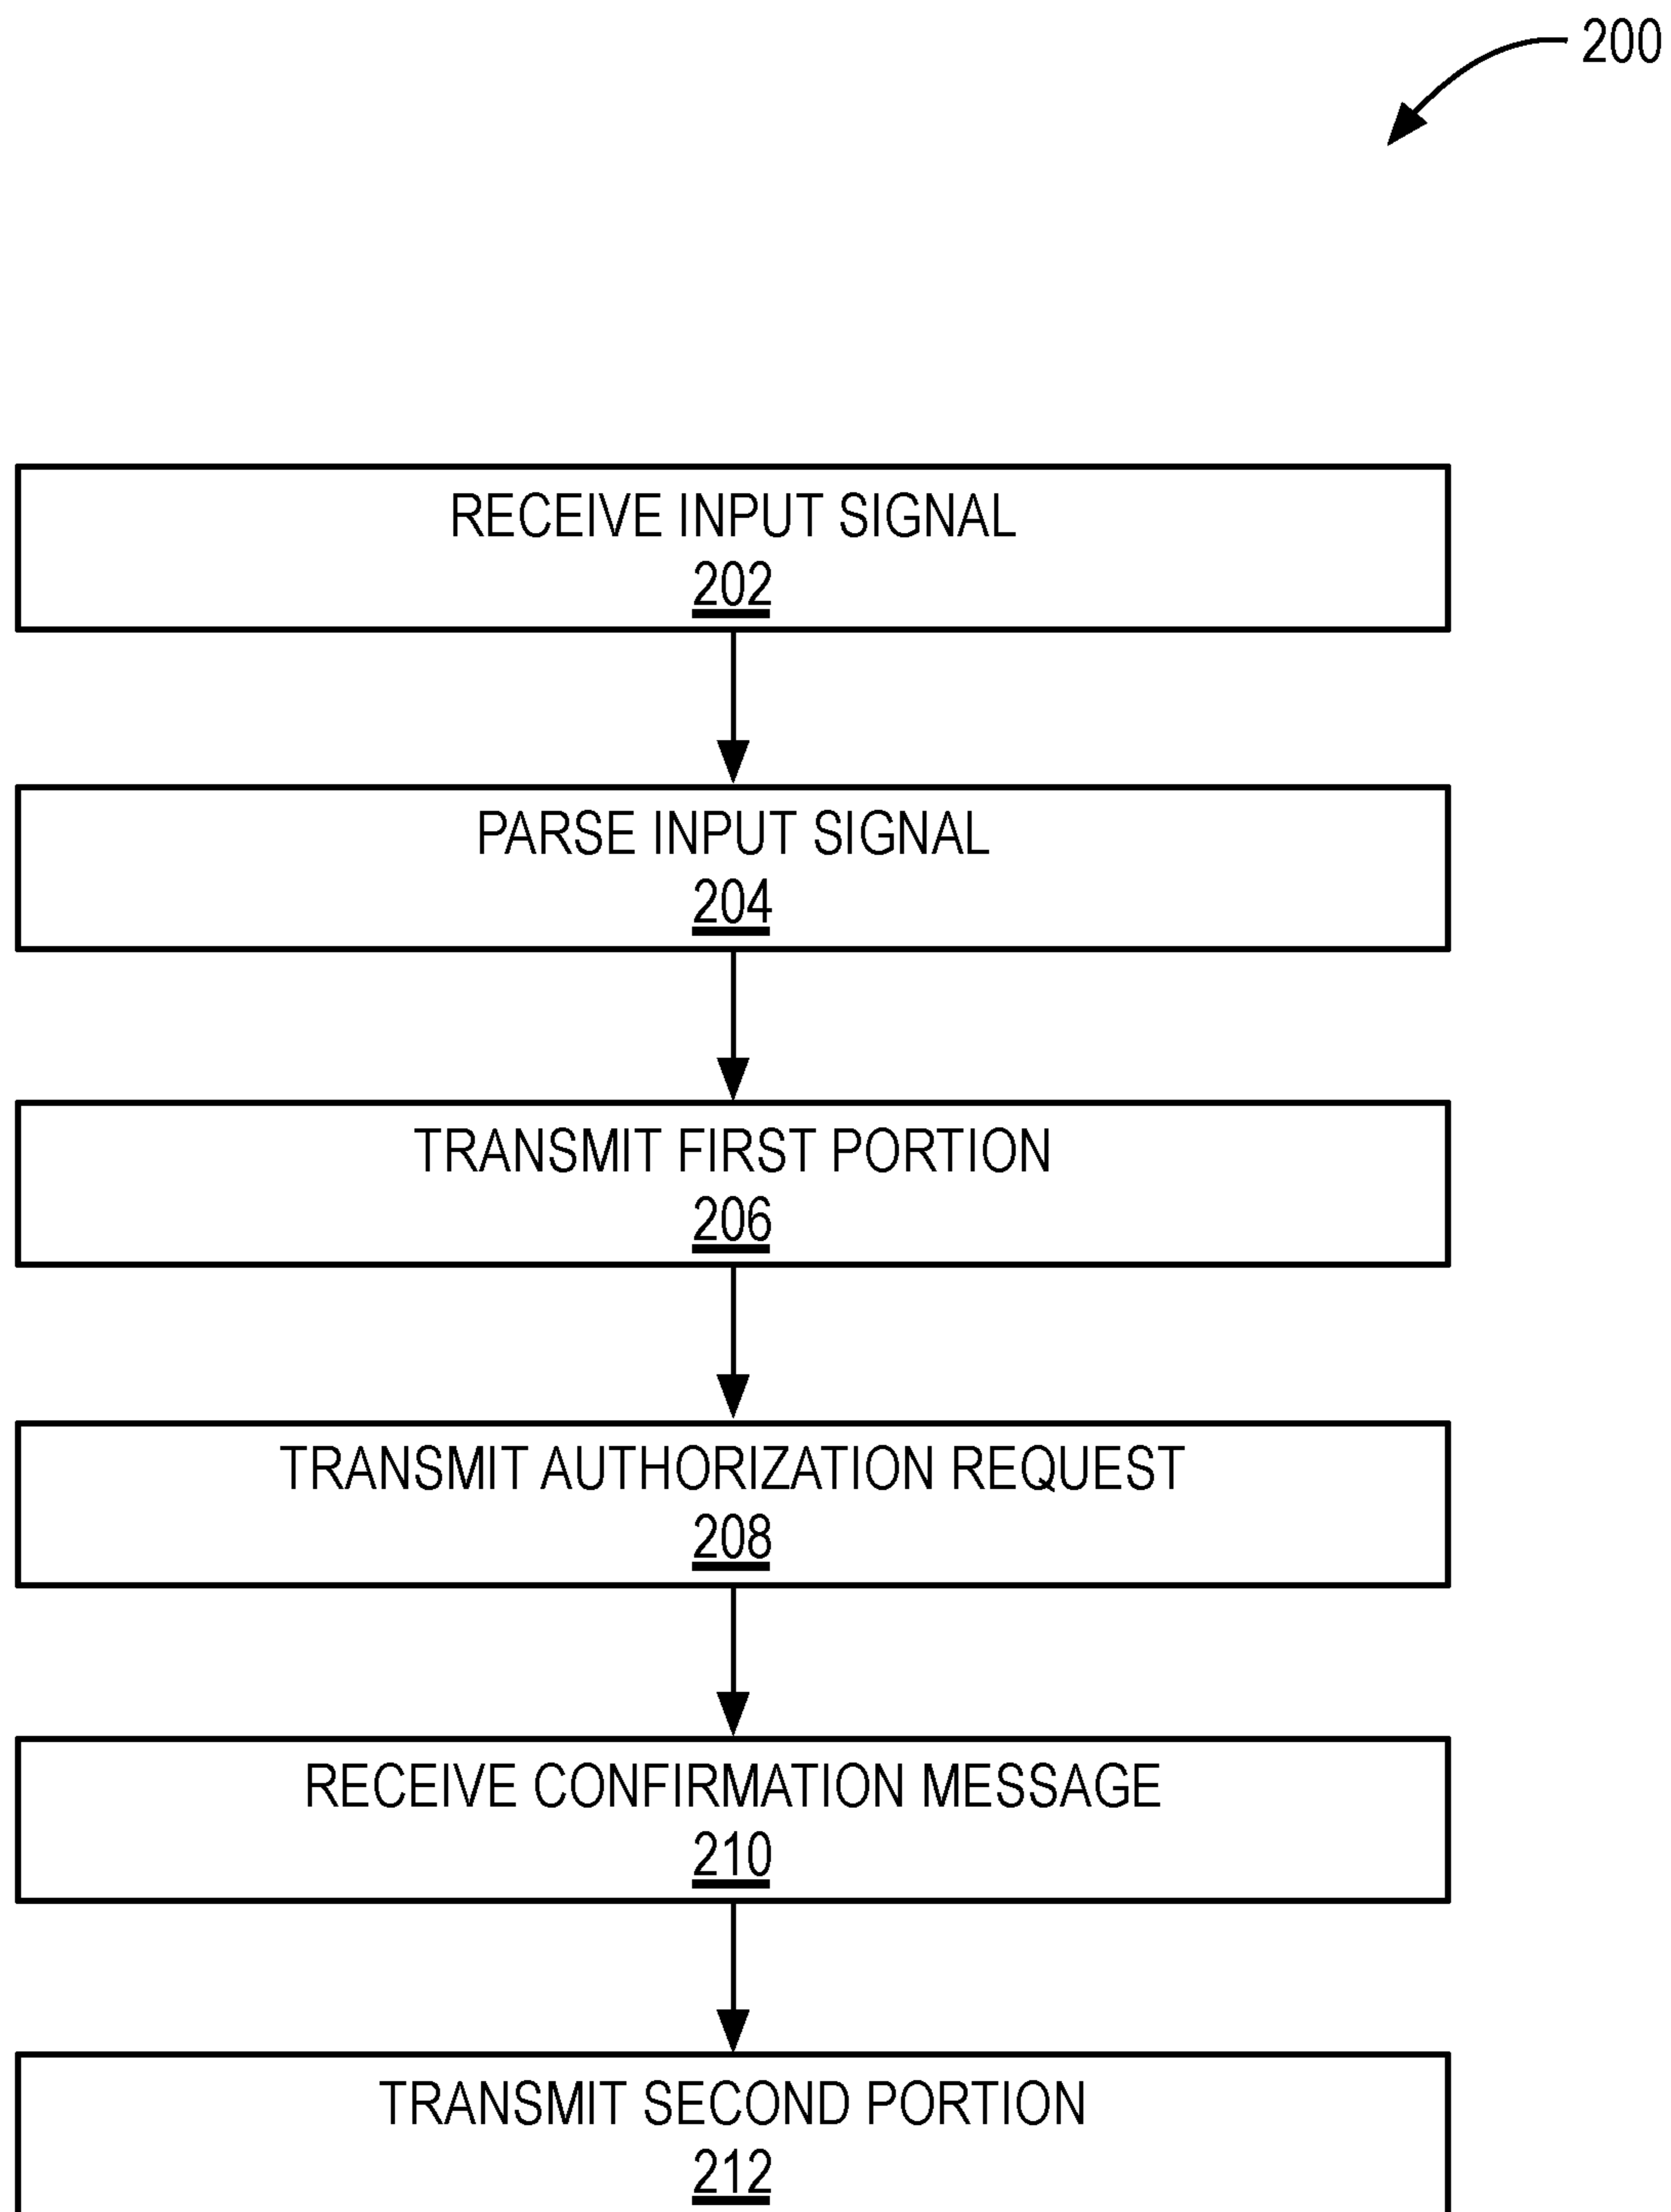 200
RECEIVE INPUT SIGNAL
202
PARSE INPUT SIGNAL
204
TRANSMIT FIRST PORTION
206
TRANSMIT AUTHORIZATION REQUEST
208
RECEIVE CONFIRMATION MESSAGE
210
TRANSMIT SECOND PORTION
212